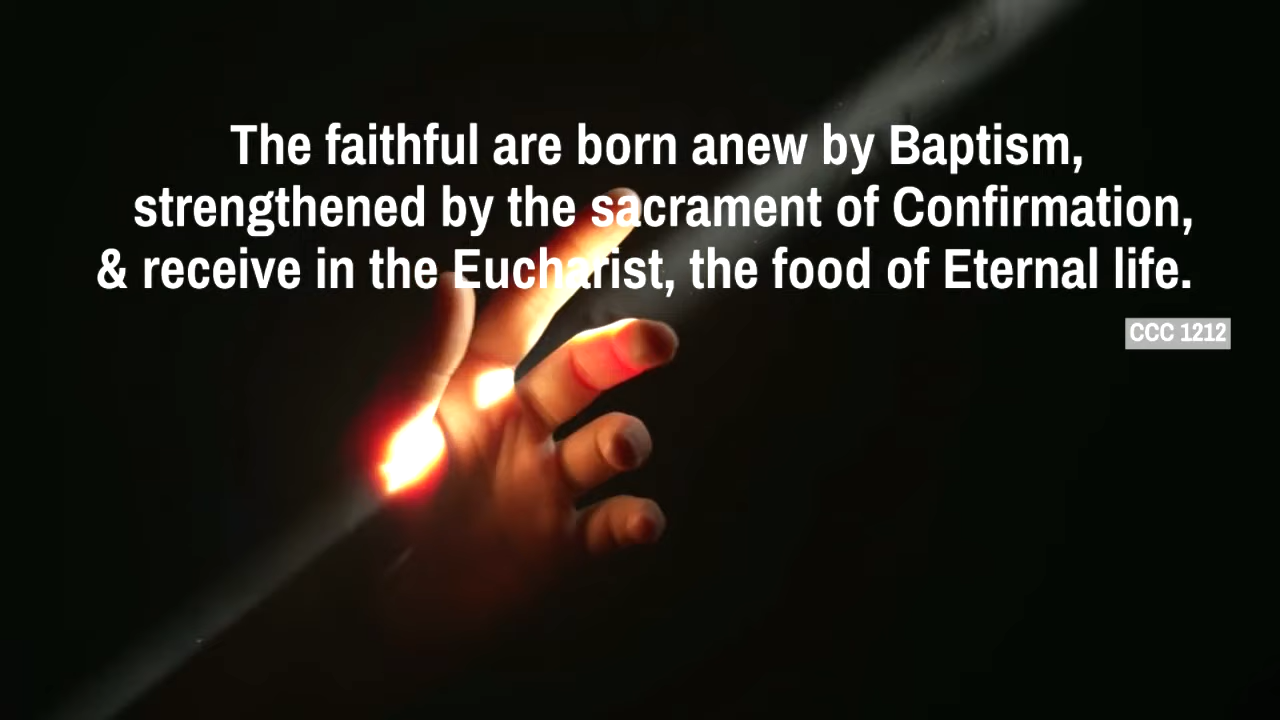 The faithful are born anew by Baptism,
strengthened by the sacrament of Confirmation,
& receive in the Eucharist, the food of Eternal life.
CCC 1212